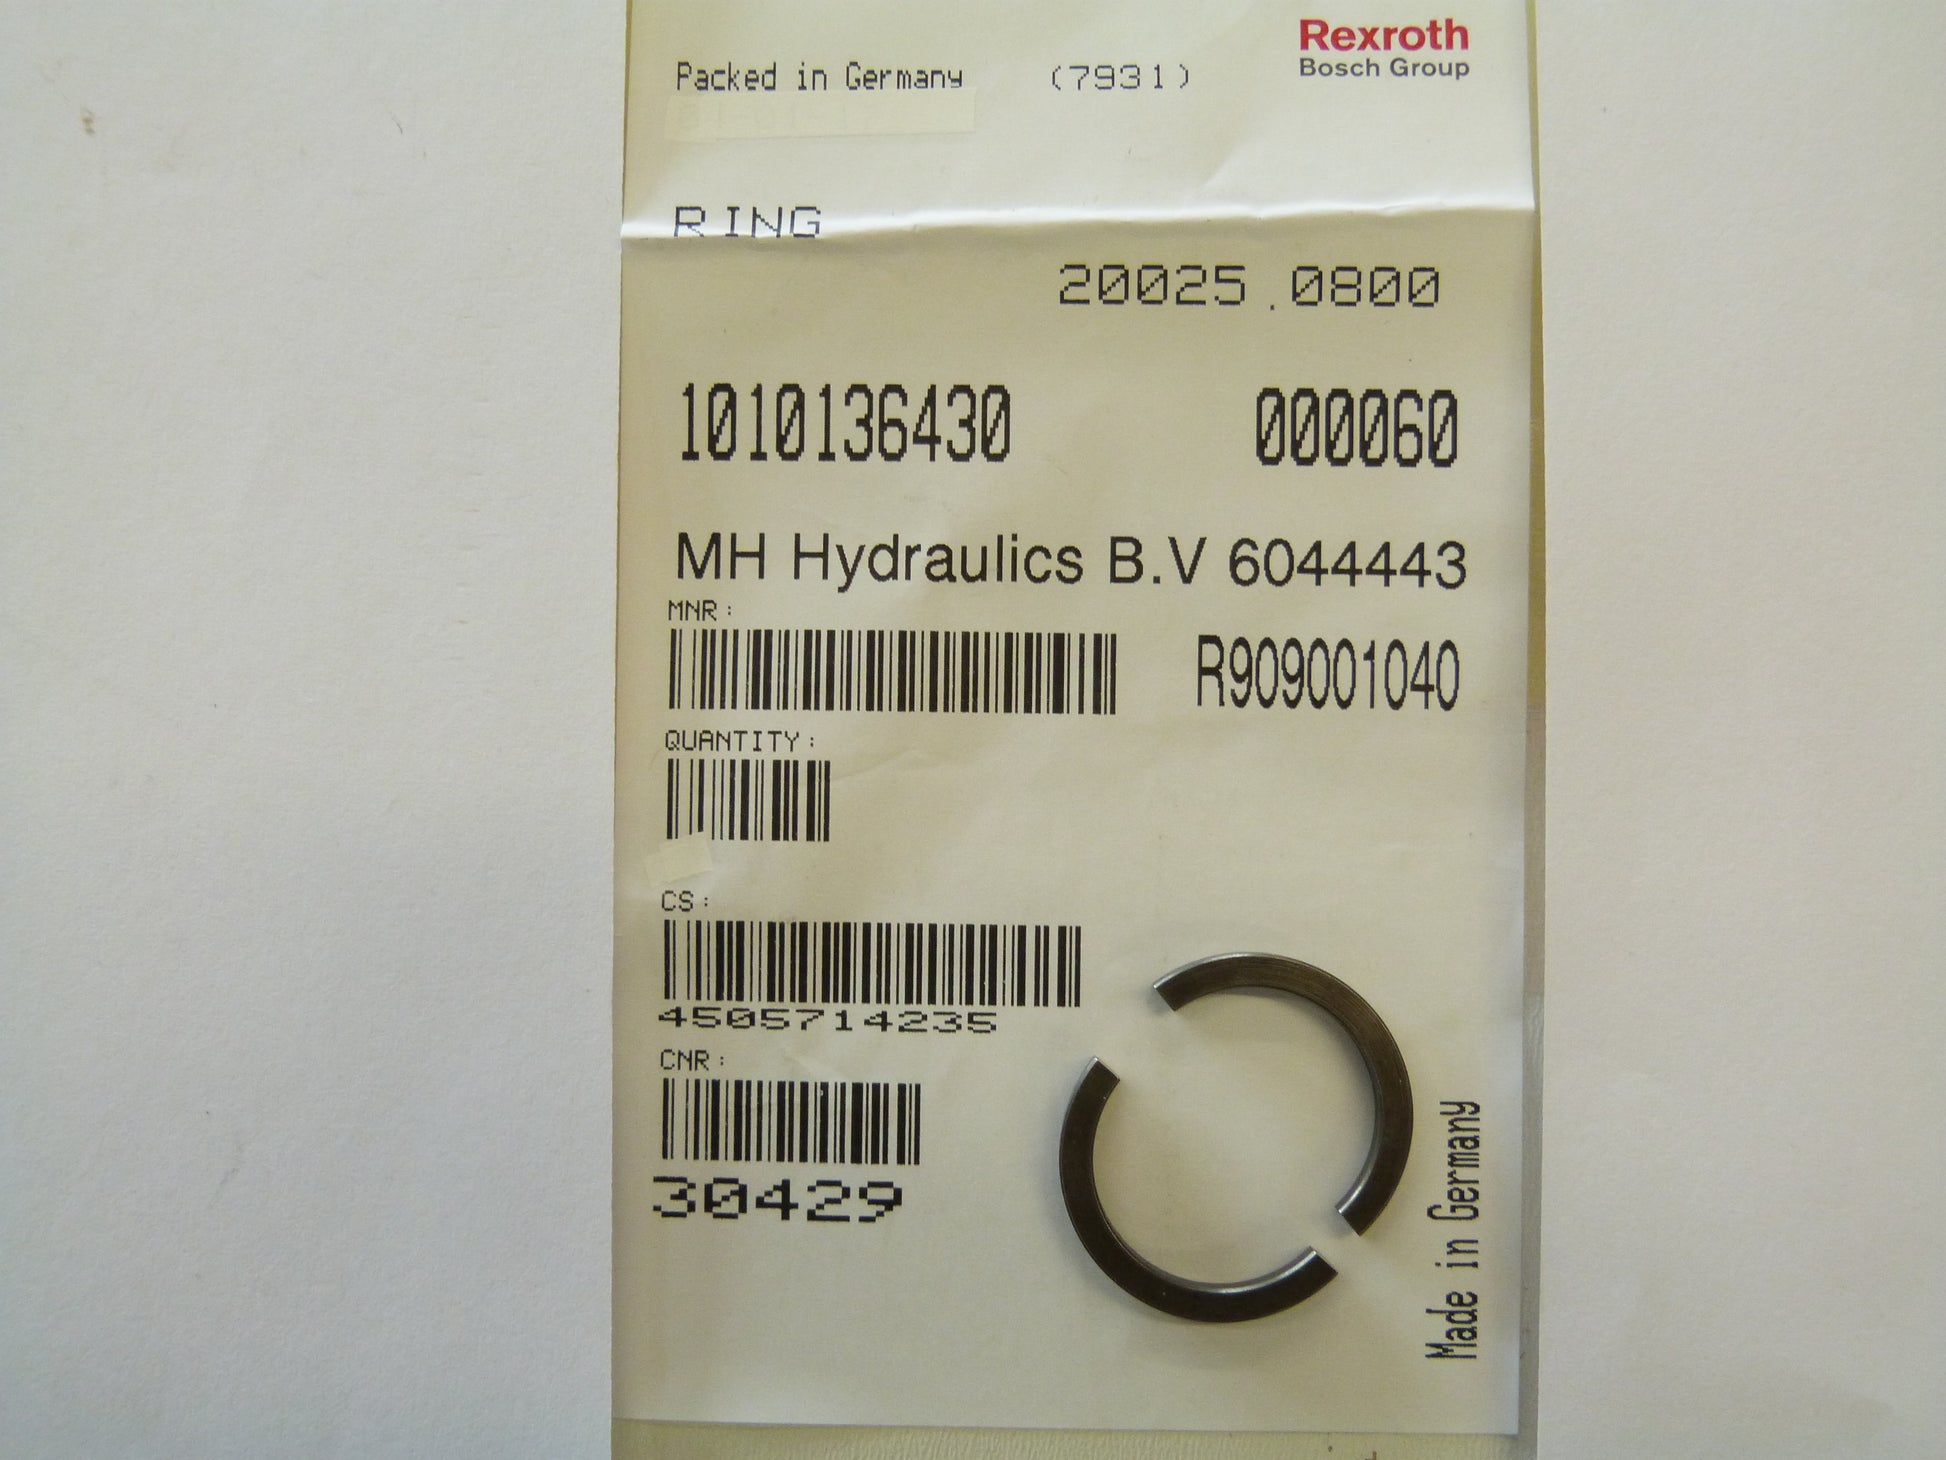 Rexroth
Bosch Group
Packed in Germany (7931)
RING
20025.0800
1010136430 000060
MH Hydraulics B.V 6044443
MNR:
R909001040
QUANTITY:
CS:
4505714235
CNR:
30429
Made in Germany